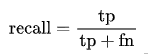 recall = tp / (tp + fn)